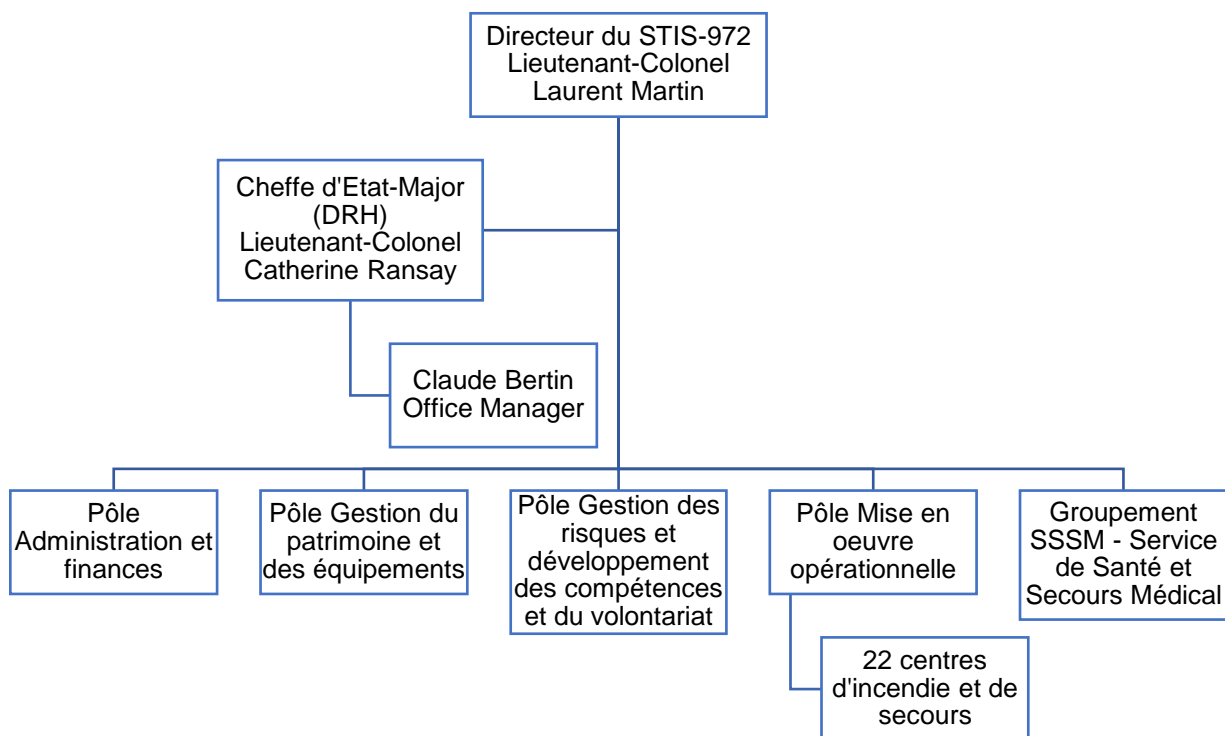 Directeur du STIS-972
Lieutenant-Colonel
Laurent Martin
Cheffe d'Etat-Major
(DRH)
Lieutenant-Colonel
Catherine Ransay
Claude Bertin
Office Manager
Pôle
Administration et
finances
Pôle Gestion du
patrimoine et
des équipements
Pôle Gestion des
risques et
développement
des compétences
et du volontariat
Pôle Mise en
oeuvre
opérationnelle
Groupement
SSSM - Service
de Santé et
Secours Médical
22 centres
d'incendie et de
secours